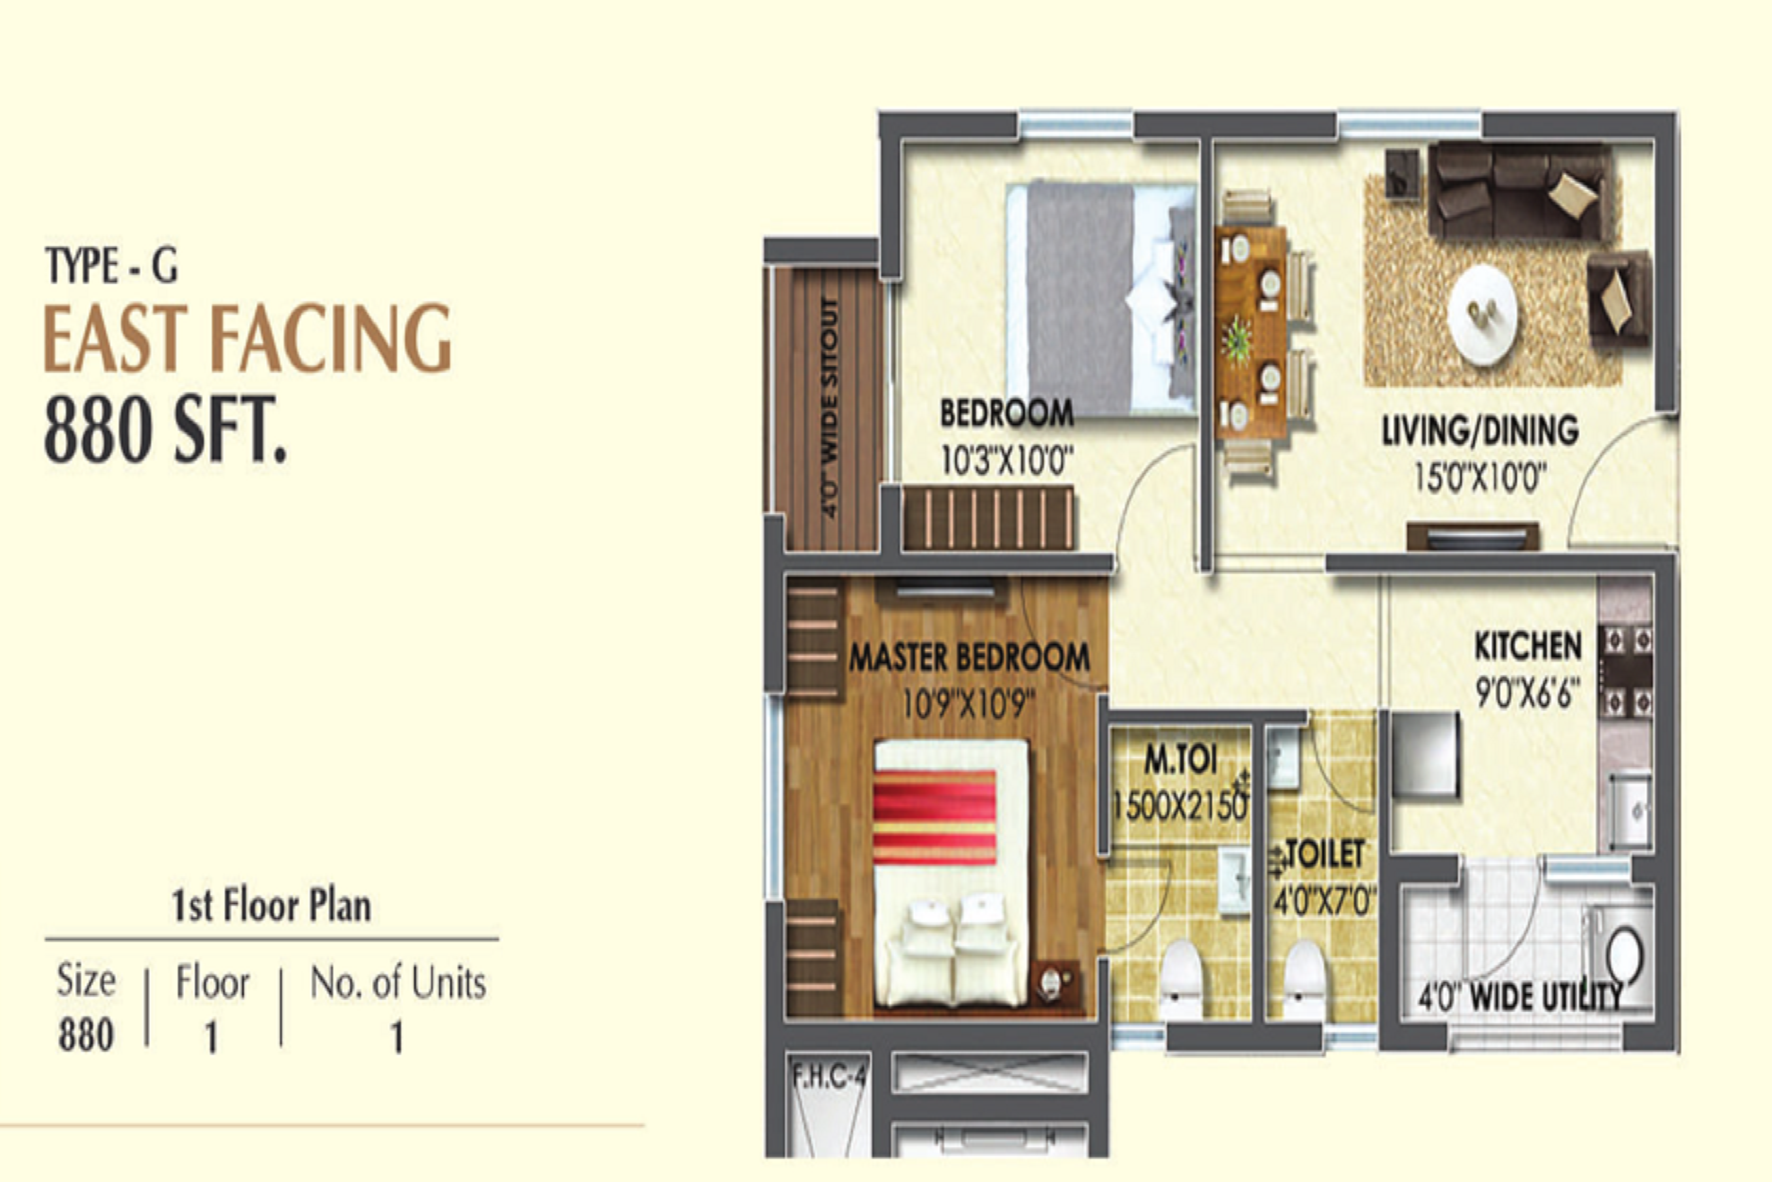 TYPE - G
EAST FACING
880 SFT.
1st Floor Plan
Size
880
Floor
1
No. of Units
1
4'0" WIDE SITOUT
BEDROOM
10'3"X10'0"
LIVING/DINING
15'0"X10'0"
MASTER BEDROOM
10'9"X10'9"
KITCHEN
9'0"X6'6"
M.TOI
1500X2150
TOILET
4'0"X7'0"
4'0" WIDE UTILITY
F.H.C-4